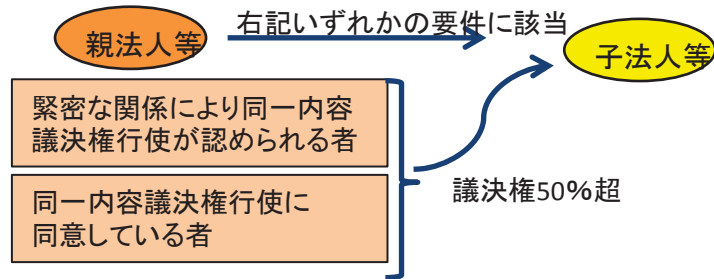 右記いずれかの要件に該当
親法人等
子法人等
緊密な関係により同一内容
議決権行使が認められる者
議決権50%超
同一内容議決権行使に
同意している者